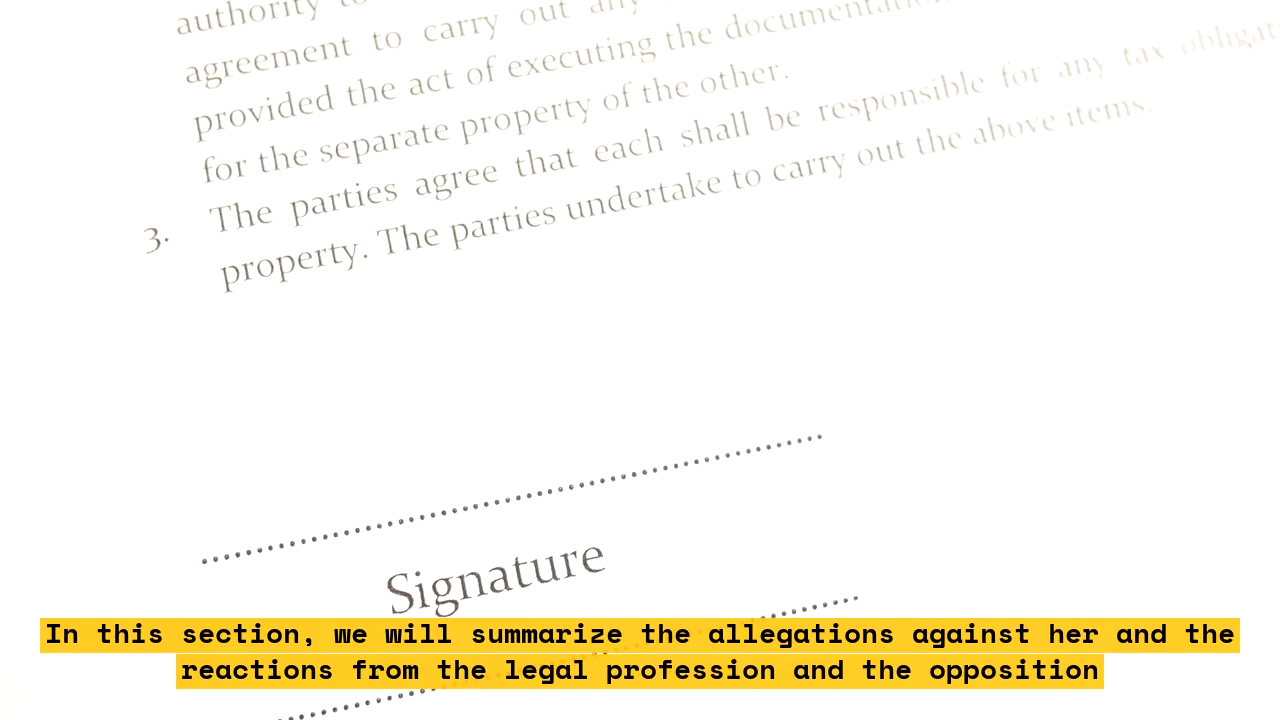 authority to
agreement to carry out any
provided the act of executing the
for the separate property of the other.
3. The parties agree that each shall be responsible for any tax
property. The parties undertake to carry out the above items.
Signature
In this section, we will summarize the allegations against her and the
reactions from the legal profession and the opposition